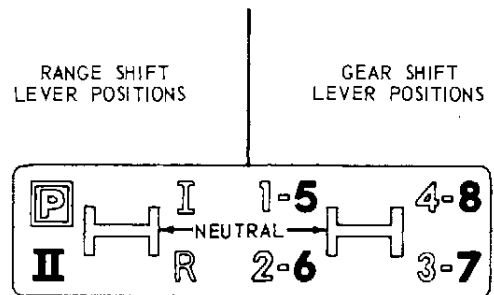 RANGE SHIFT
LEVER POSITIONS
GEAR SHIFT
LEVER POSITIONS
P I 1-5 4-8
NEUTRAL
II R 2-6 3-7